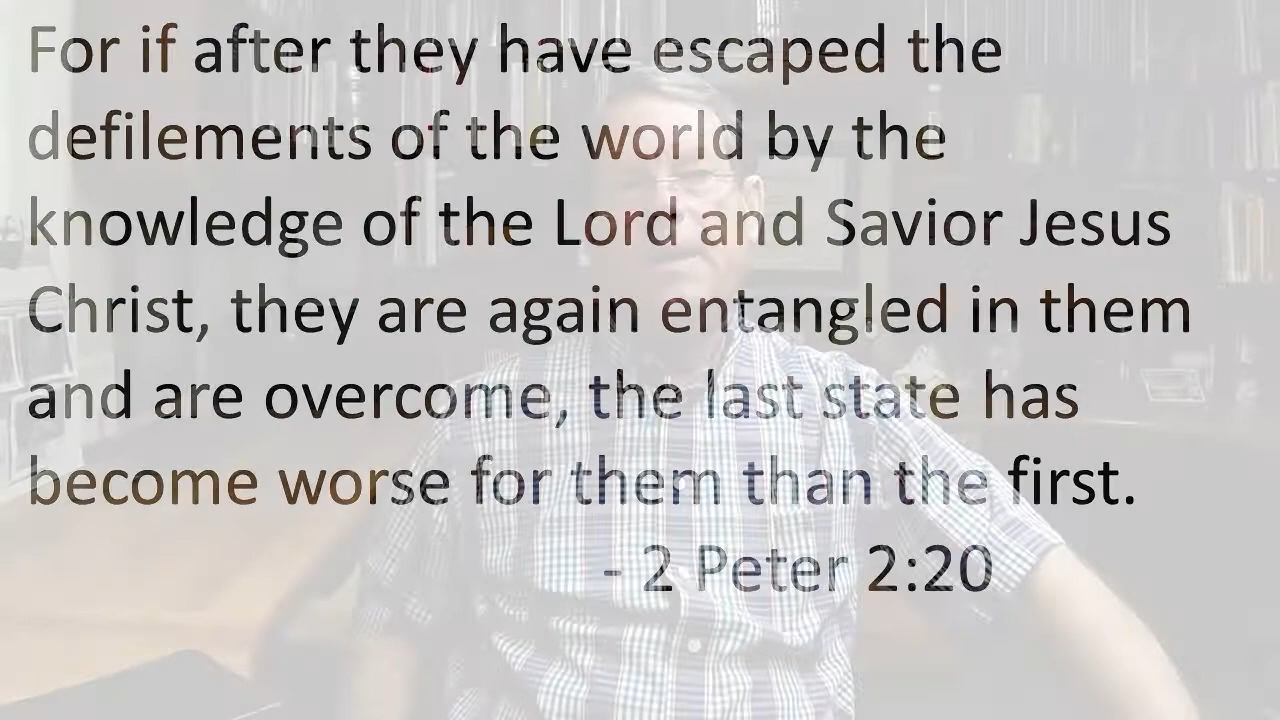 For if after they have escaped the
defilements of the world by the
knowledge of the Lord and Savior Jesus
Christ, they are again entangled in them
and are overcome, the last state has
become worse for them than the first.
- 2 Peter 2:20